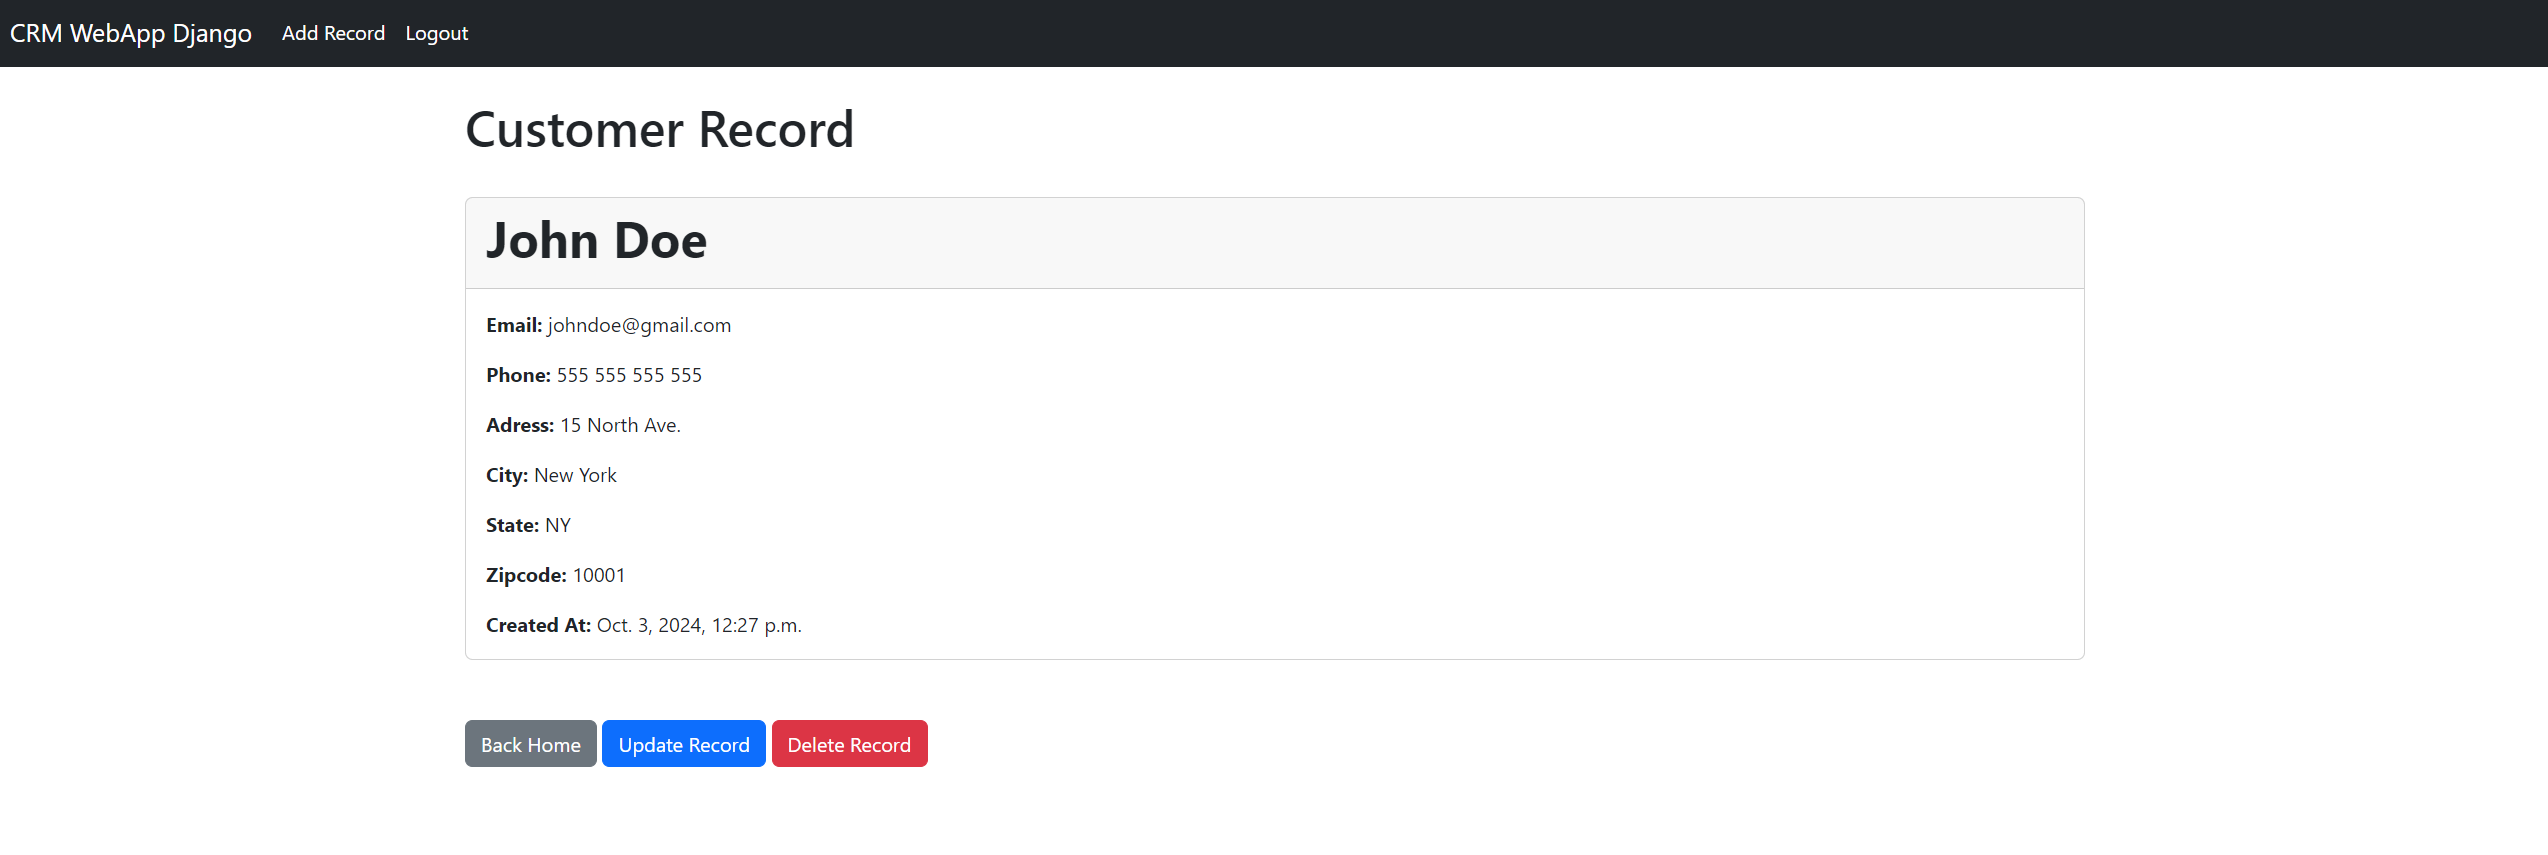 CRM WebApp Django Add Record Logout
Customer Record
John Doe
Email: johndoe@gmail.com
Phone: 555 555 555 555
Adress: 15 North Ave.
City: New York
State: NY
Zipcode: 10001
Created At: Oct. 3, 2024, 12:27 p.m.
Back Home Update Record Delete Record